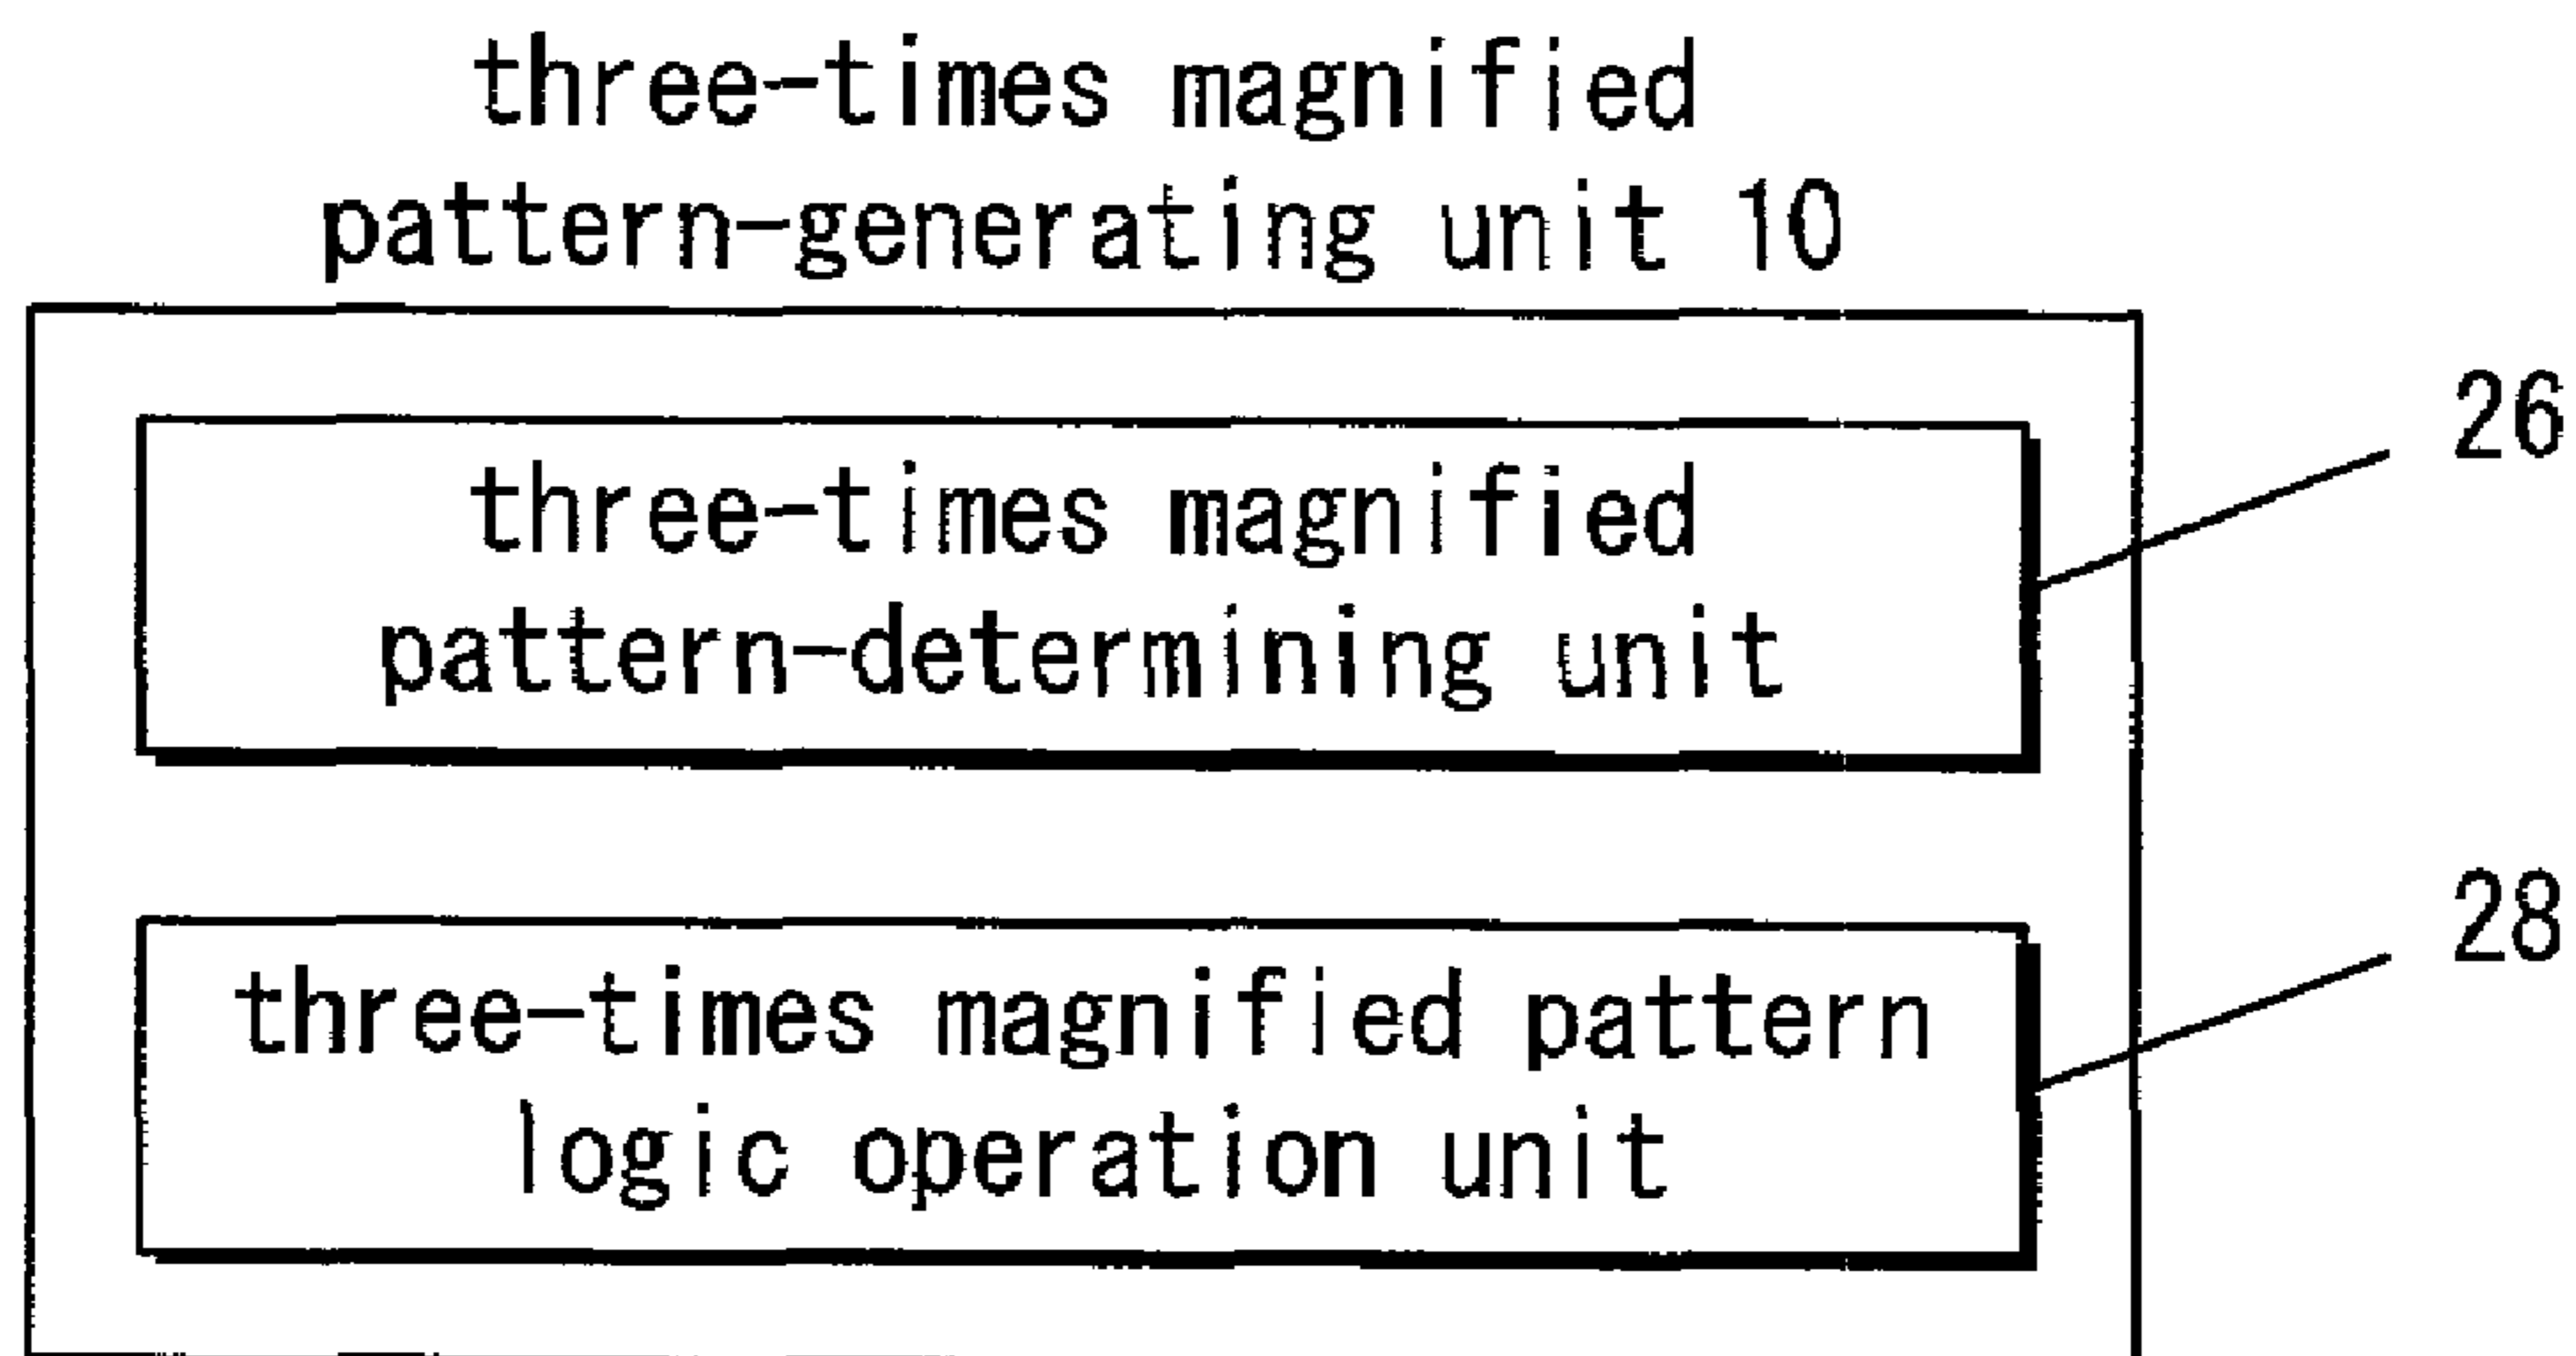 three-times magnified
pattern-generating unit 10
three-times magnified
pattern-determining unit
26
three-times magnified pattern
logic operation unit
28